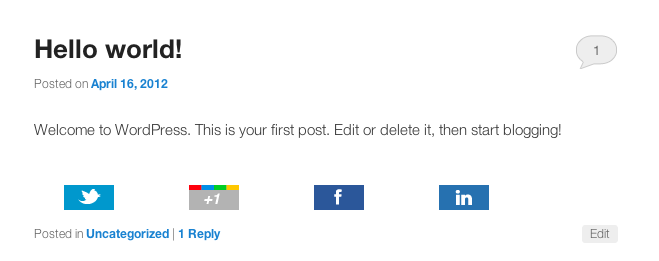 Hello world!
1
Posted on April 16, 2012
Welcome to WordPress. This is your first post. Edit or delete it, then start blogging!
+1
f
in
Posted in Uncategorized | 1 Reply
Edit